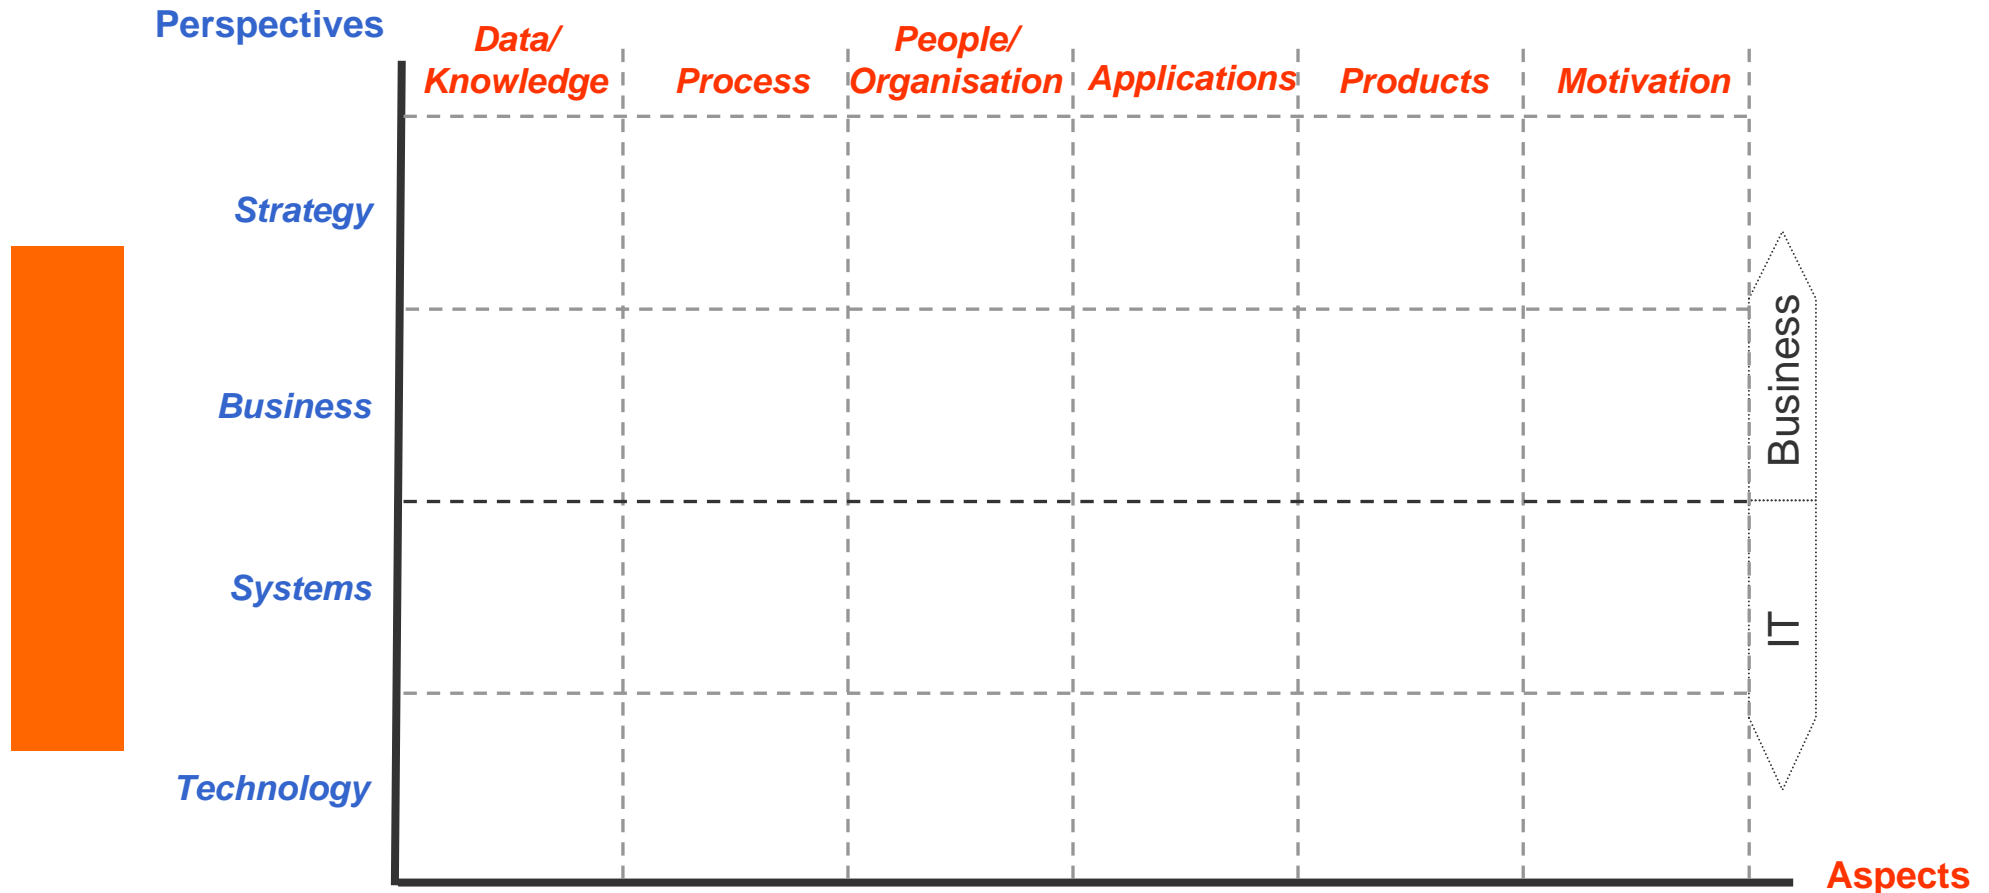 Perspectives
Data/
Knowledge
Process
People/
Organisation
Applications
Products
Motivation
Strategy
Business
Systems
Technology
Business
IT
Aspects